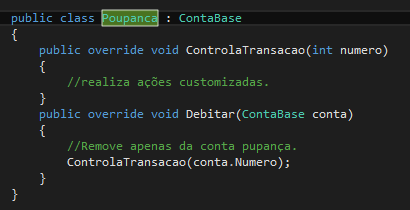 public class Poupanca : ContaBase
{
public override void ControlaTransacao(int numero)
{
//realiza ações customizadas.
}
public override void Debitar(ContaBase conta)
{
//Remove apenas da conta pupança.
ControlaTransacao(conta.Numero);
}
}